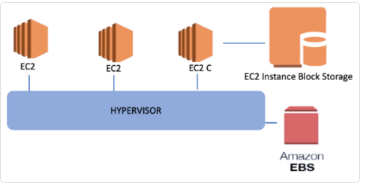 EC2
EC2
EC2 C
EC2 Instance Block Storage
HYPERVISOR
Amazon
EBS